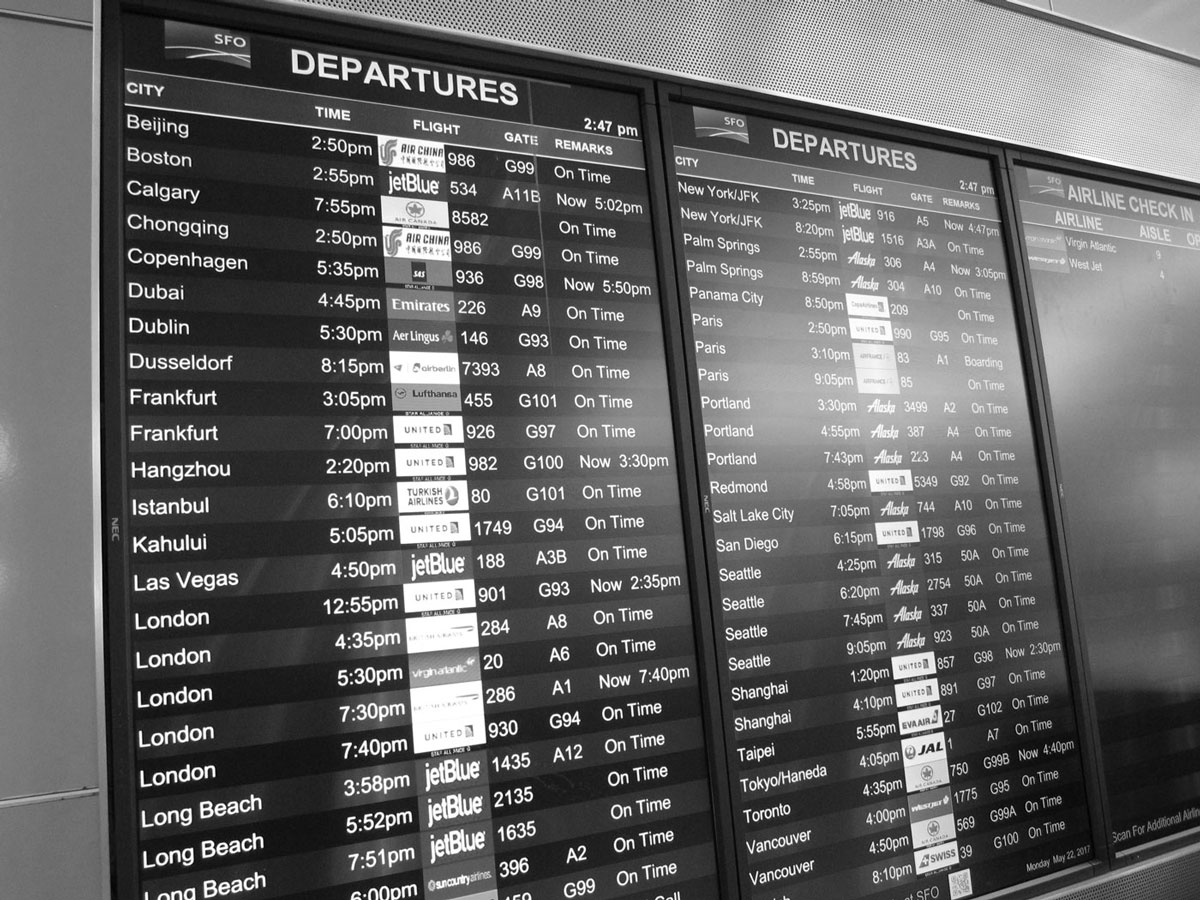 SFO
DEPARTURES
2:47 pm
CITY TIME FLIGHT GATE REMARKS
Beijing 2:50pm AIR CHINA 986 G99 On Time
Boston 2:55pm jetBlue 534 A11B Now 5:02pm
Calgary 7:55pm AIR CANADA 8582 On Time
Chongqing 2:50pm AIR CHINA 986 G99 On Time
Copenhagen 5:35pm SAS 936 G98 Now 5:50pm
Dubai 4:45pm Emirates 226 A9 On Time
Dublin 5:30pm Aer Lingus 146 G93 On Time
Dusseldorf 8:15pm airberlin 7393 A8 On Time
Frankfurt 3:05pm Lufthansa 455 G101 On Time
Frankfurt 7:00pm UNITED 926 G97 On Time
Hangzhou 2:20pm UNITED 982 G100 Now 3:30pm
Istanbul 6:10pm TURKISH AIRLINES 80 G101 On Time
Kahului 5:05pm UNITED 1749 G94 On Time
Las Vegas 4:50pm jetBlue 188 A3B On Time
London 12:55pm UNITED 901 G93 Now 2:35pm
London 4:35pm 284 A8 On Time
London 5:30pm virgin atlantic 20 A6 On Time
London 7:30pm 286 A1 Now 7:40pm
London 7:40pm UNITED 930 G94 On Time
Long Beach 3:58pm jetBlue 1435 A12 On Time
Long Beach 5:52pm jetBlue 2135 On Time
Long Beach 7:51pm jetBlue 1635 On Time
6:00pm suncountry airlines. 396 A2 On Time
G99
NEC
SFO
DEPARTURES
2:47 pm
CITY TIME FLIGHT GATE REMARKS
New York/JFK 3:25pm jetBlue 916 A5 Now 4:47pm
New York/JFK 8:20pm jetBlue 1516 A3A On Time
Palm Springs 2:55pm Alaska 306 A4 Now 3:05pm
Palm Springs 8:59pm Alaska 304 A10 On Time
Panama City 8:50pm CopaAirlines 209 On Time
Paris 2:50pm UNITED 990 G95 On Time
Paris 3:10pm AIRFRANCE 83 A1 Boarding
Paris 9:05pm AIRFRANCE 85 On Time
Portland 3:30pm Alaska 3499 A2 On Time
Portland 4:55pm Alaska 387 A4 On Time
Portland 7:43pm Alaska 223 A4 On Time
Redmond 4:58pm UNITED 5349 G92 On Time
Salt Lake City 7:05pm Alaska 744 A10 On Time
San Diego 6:15pm UNITED 1798 G96 On Time
Seattle 4:25pm Alaska 315 50A On Time
Seattle 6:20pm Alaska 2754 50A On Time
Seattle 7:45pm Alaska 337 50A On Time
Seattle 9:05pm Alaska 923 50A On Time
Shanghai 1:20pm UNITED 857 G98 Now 2:30pm
Shanghai 4:10pm UNITED 891 G97 On Time
Taipei 5:55pm EVA AIR 27 G102 On Time
Tokyo/Haneda 4:05pm JAL 1 A7 On Time
Toronto 4:35pm AIR CANADA 750 G99B Now 4:40pm
Vancouver 4:00pm westjet 1775 G95 On Time
Vancouver 4:50pm AIR CANADA 569 G99A On Time
8:10pm SWISS 39 G100 On Time
SFO
Monday May 22, 2017
NEC
SFO
AIRLINE CHECK IN
AIRLINE AISLE
Virgin Atlantic 9
West Jet 4
Scan For Additional